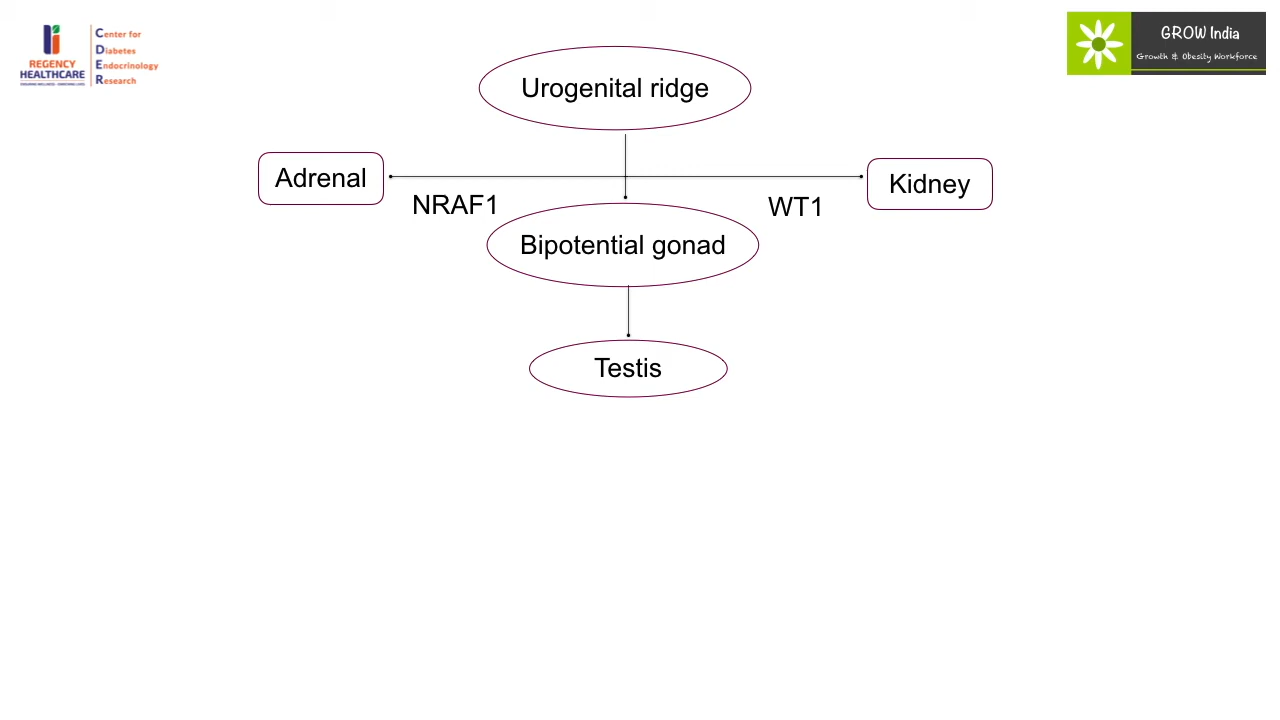 REGENCY
HEALTHCARE
Center for
Diabetes
Endocrinology
Research
GROW India
Growth & Obesity Workforce
Urogenital ridge
Adrenal
Kidney
NRAF1
WT1
Bipotential gonad
Testis